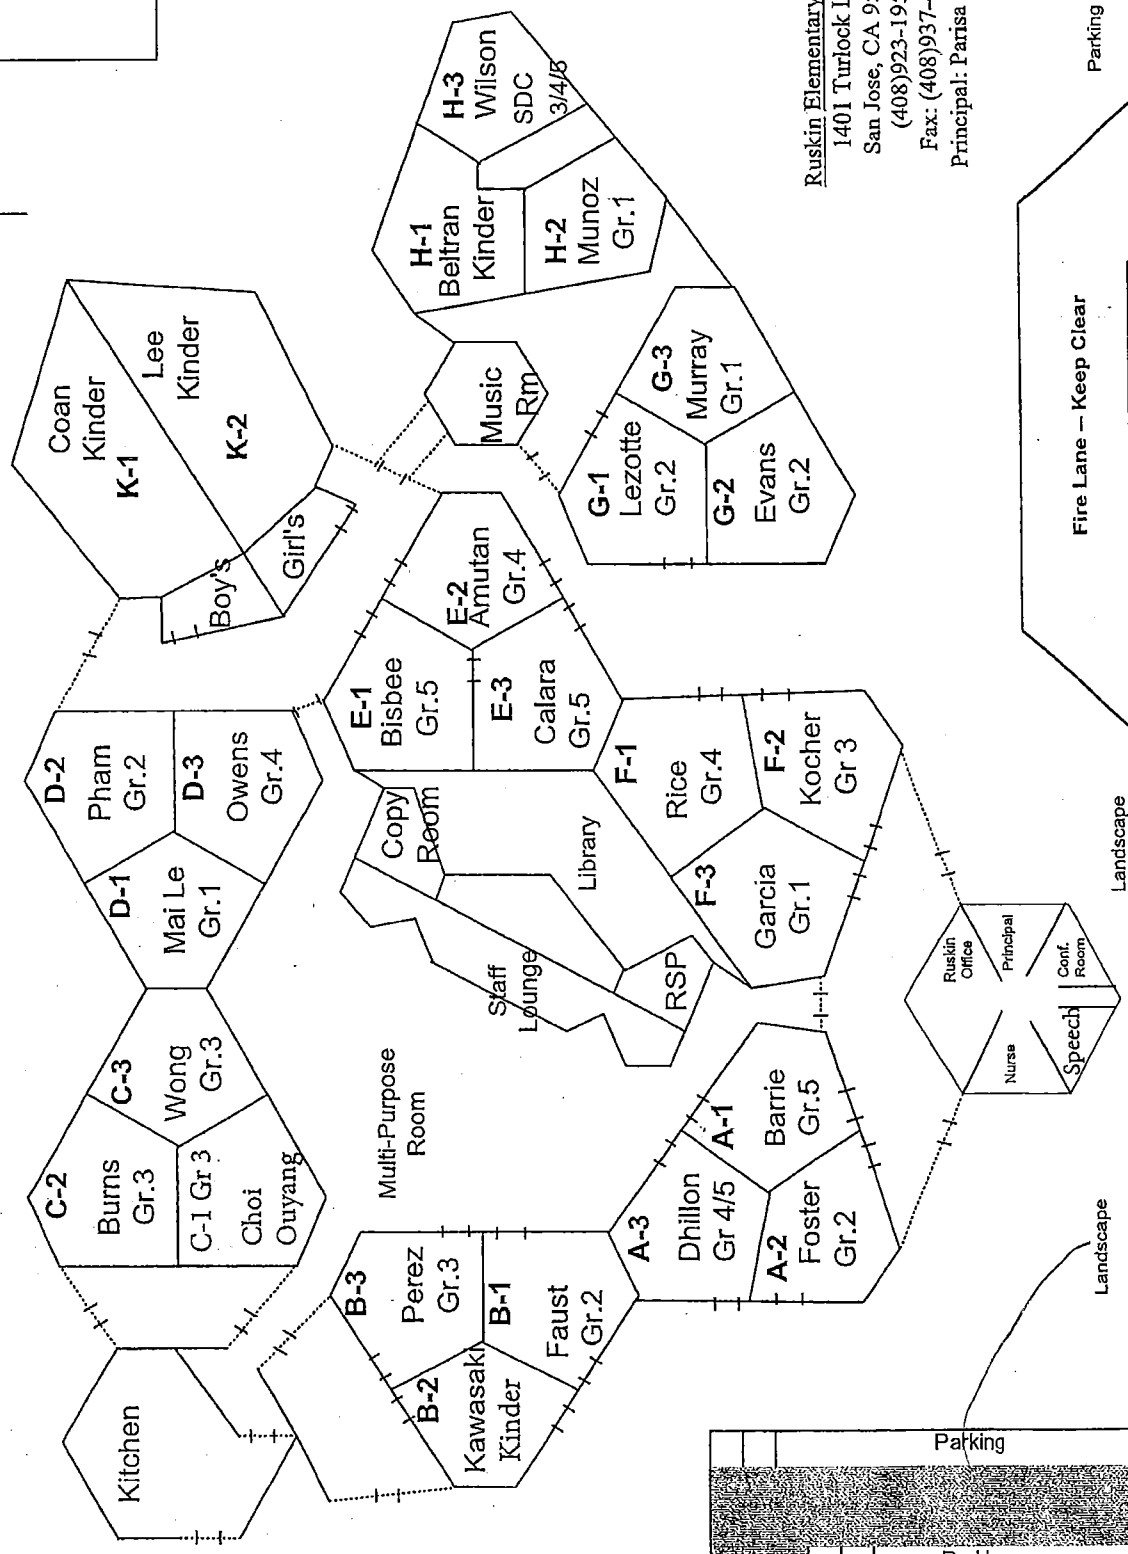 Kitchen
C-2
Burns
Gr.3
C-1 Gr 3
Choi
Ouyang
C-3
Wong
Gr.3
D-1
Mai Le
Gr.1
D-2
Pham
Gr.2
D-3
Owens
Gr.4
Coan
Kinder
K-1
Lee
Kinder
K-2
Boy's
Girl's
B-3
Perez
Gr.3
B-2
Kawasaki
Kinder
B-1
Faust
Gr.2
Multi-Purpose
Room
Staff
Lounge
Copy
Room
Library
RSP
E-1
Bisbee
Gr.5
E-2
Amutan
Gr.4
E-3
Calara
Gr.5
Music
Rm
H-1
Beltran
Kinder
H-3
Wilson
SDC
3/4/5
H-2
Munoz
Gr.1
A-3
Dhillon
Gr 4/5
A-1
Barrie
Gr.5
A-2
Foster
Gr.2
F-3
Garcia
Gr.1
F-1
Rice
Gr.4
F-2
Kocher
Gr 3
G-1
Lezotte
Gr.2
G-3
Murray
Gr.1
G-2
Evans
Gr.2
Ruskin Elementary
1401 Turlock
San Jose, CA
(408)923-19
Fax: (408)937-
Principal: Parisa
Ruskin
Office
Principal
Conf.
Room
Nurse
Speech
Parking
Landscape
Landscape
Fire Lane – Keep Clear
Parking